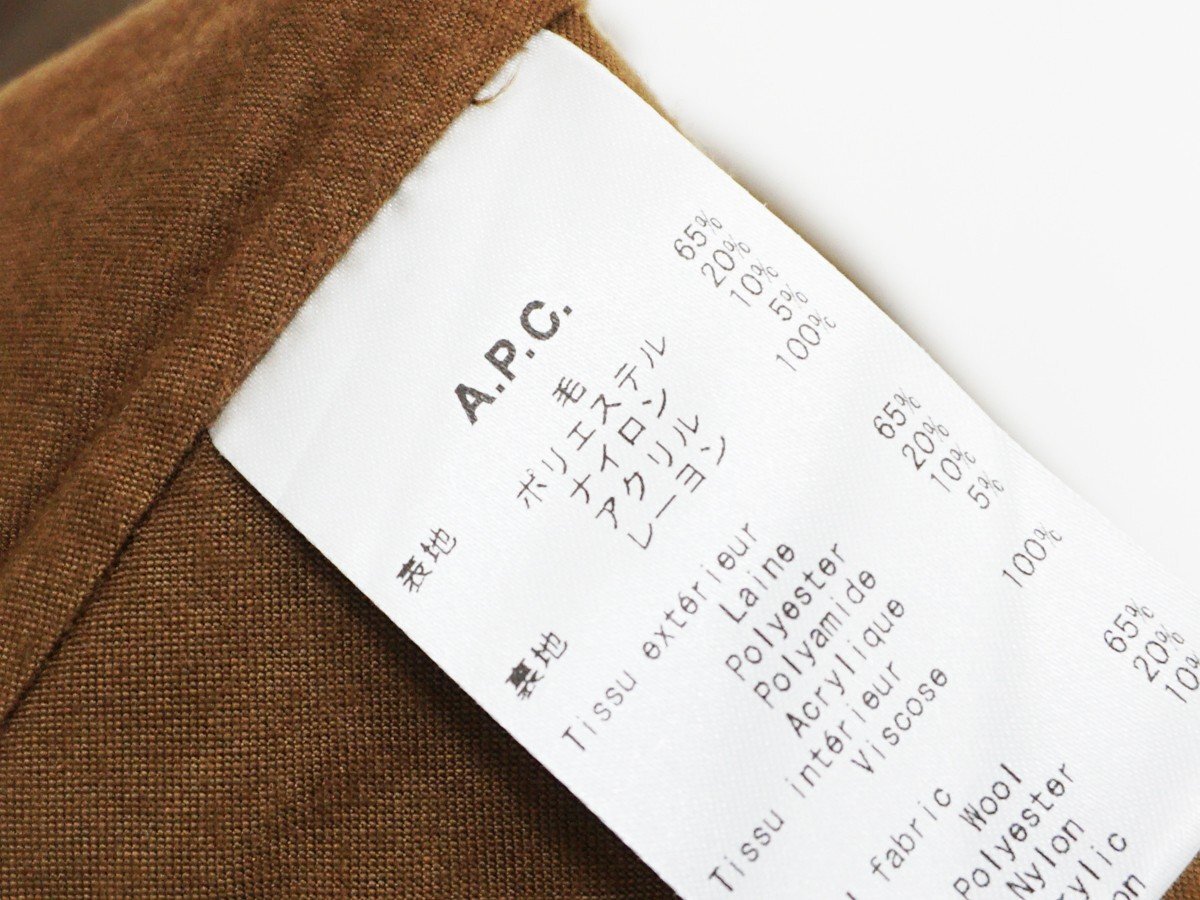 A.P.C.
表地 毛 65%
ポリエステル 20%
ナイロン 10%
アクリル 5%
裏地 レーヨン 100%
Tissu extérieur
Laine 65%
Polyester 20%
Polyamide 10%
Acrylique 5%
Tissu intérieur
Viscose 100%
fabric
Wool 65%
Polyester 20%
Nylon 10%